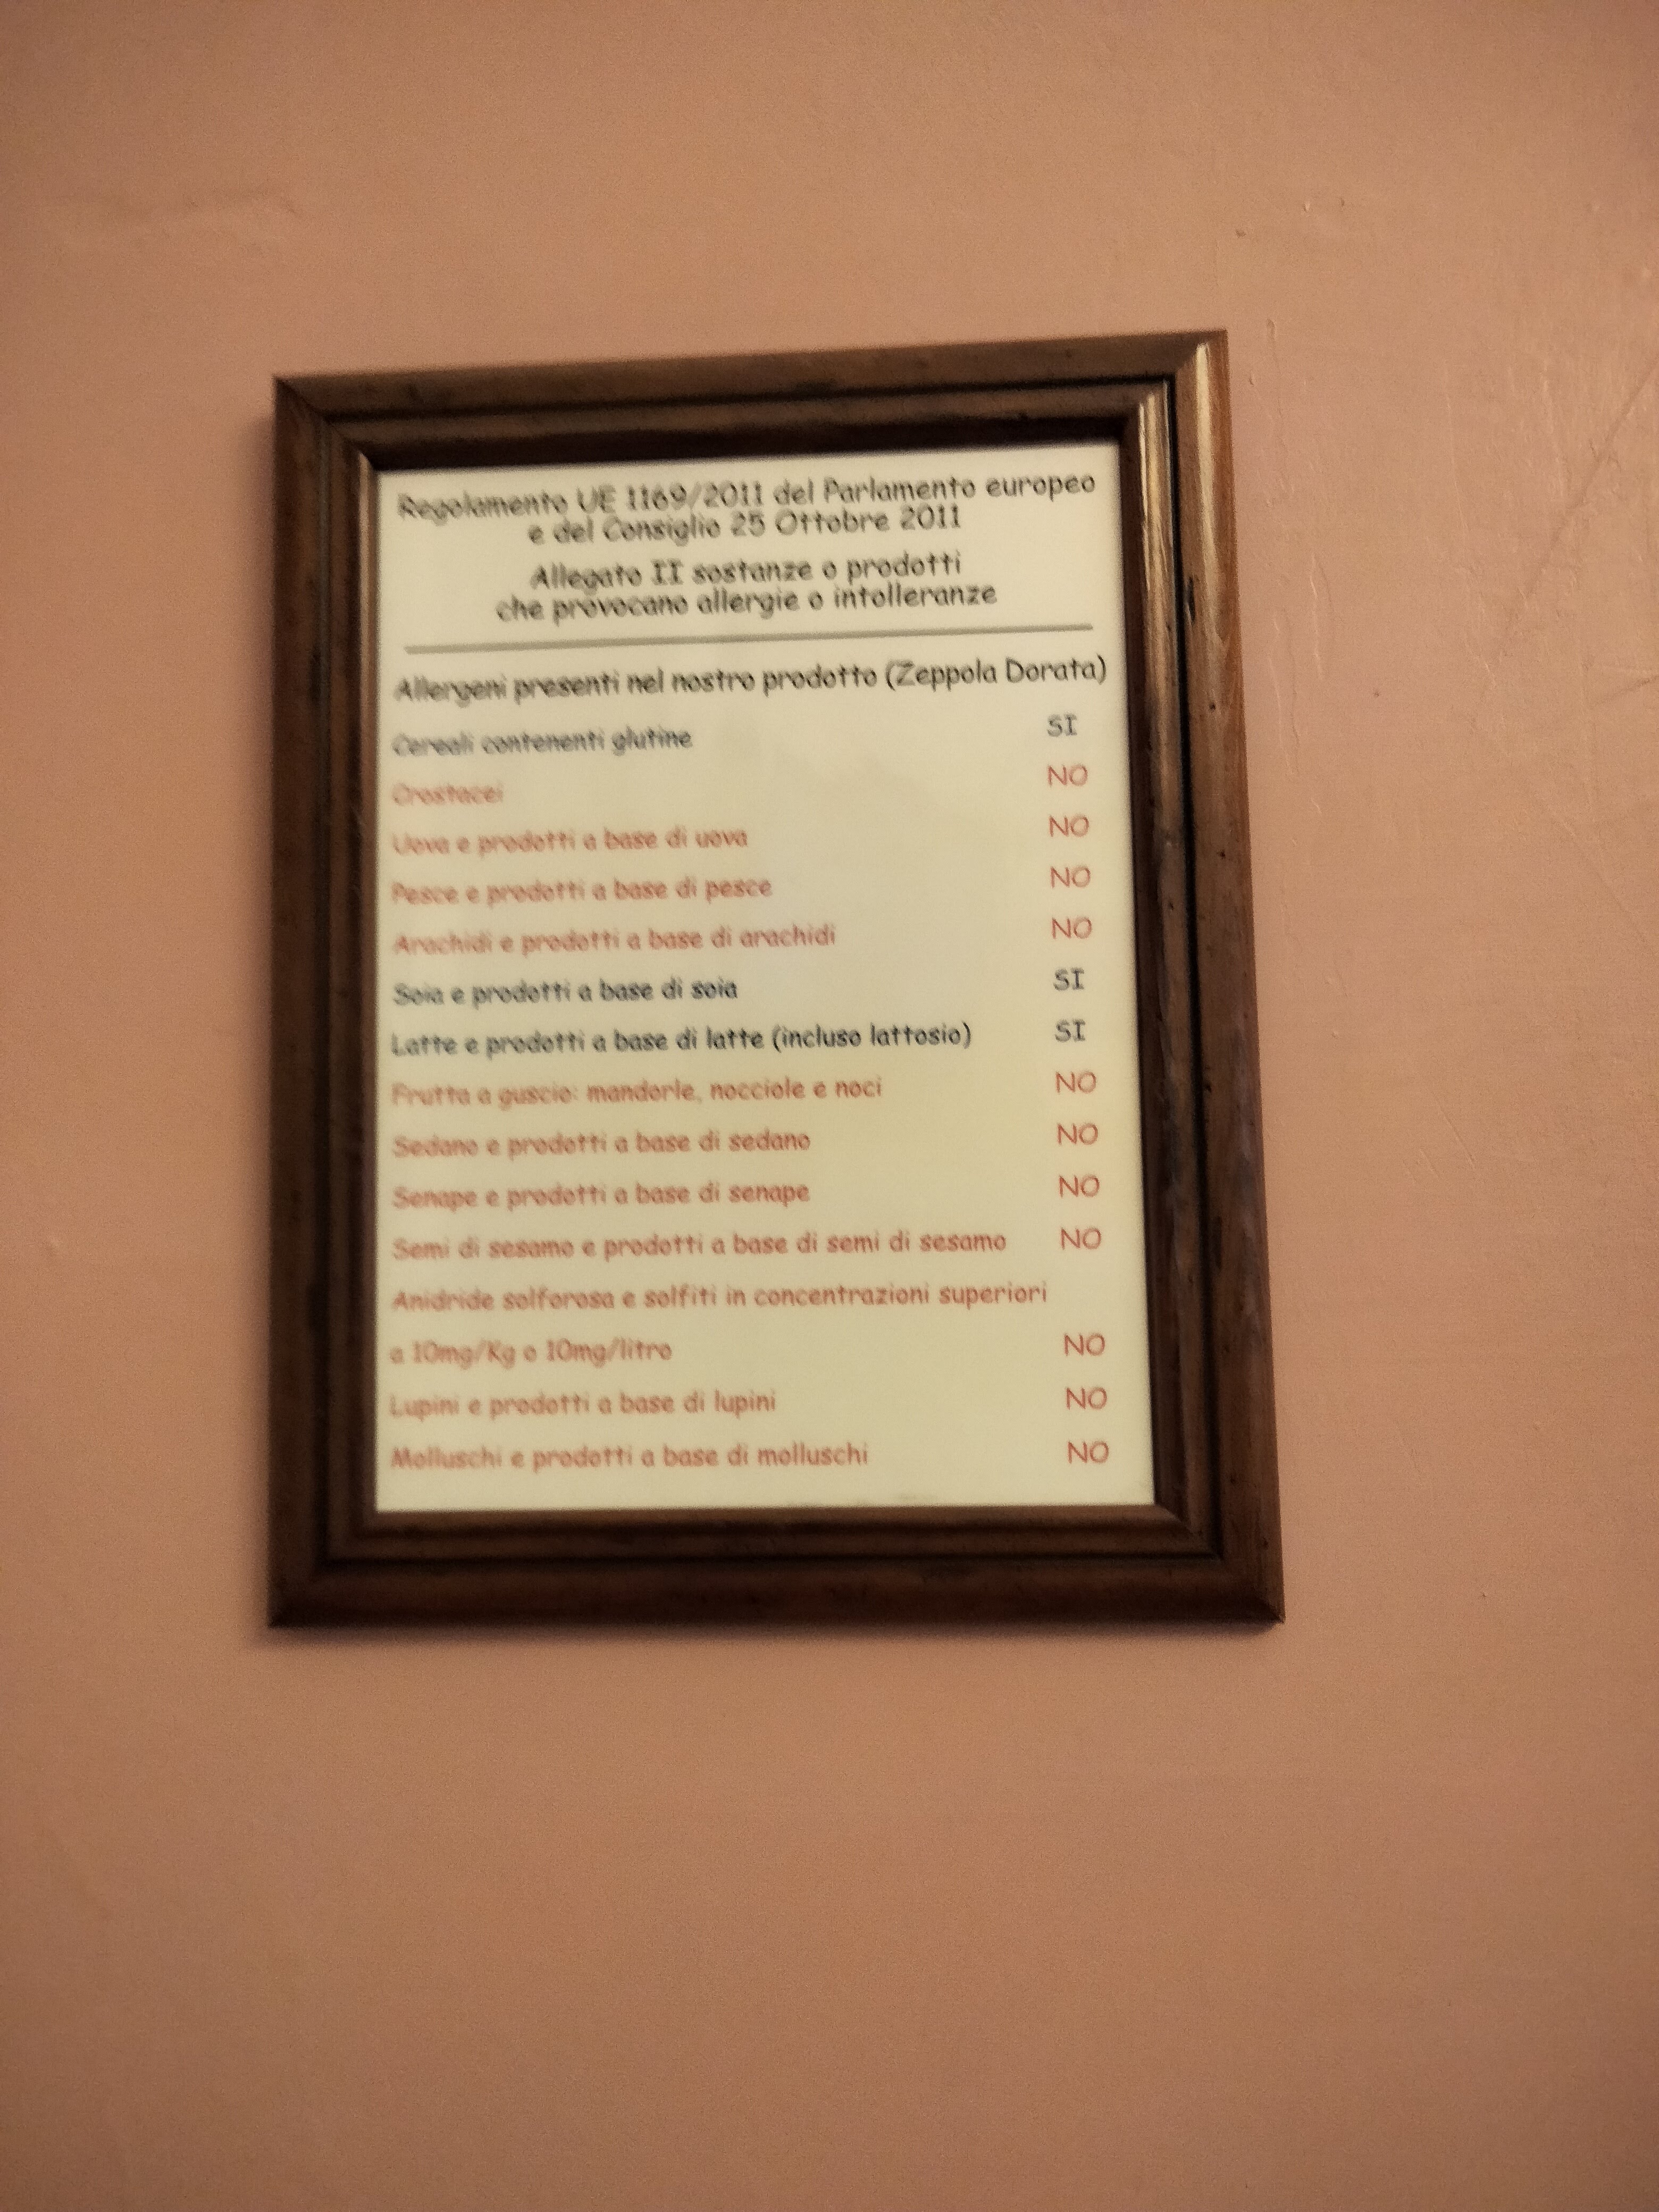 Regolamento UE 1169/2011 del Parlamento europeo
e del Consiglio 25 Ottobre 2011
Allegato II sostanze o prodotti
che provocano allergie o intolleranze
Allergeni presenti nel nostro prodotto (Zeppola Dorata)
Cereali contenenti glutine SI
Crostacei NO
Uova e prodotti a base di uova NO
Pesce e prodotti a base di pesce NO
Arachidi e prodotti a base di arachidi NO
Soia e prodotti a base di soia SI
Latte e prodotti a base di latte (incluso lattosio) SI
Frutta a guscio: mandorle, nocciole e noci NO
Sedano e prodotti a base di sedano NO
Senape e prodotti a base di senape NO
Semi di sesamo e prodotti a base di semi di sesamo NO
Anidride solforosa e solfiti in concentrazioni superiori
a 10mg/Kg o 10mg/litro NO
Lupini e prodotti a base di lupini NO
Molluschi e prodotti a base di molluschi NO